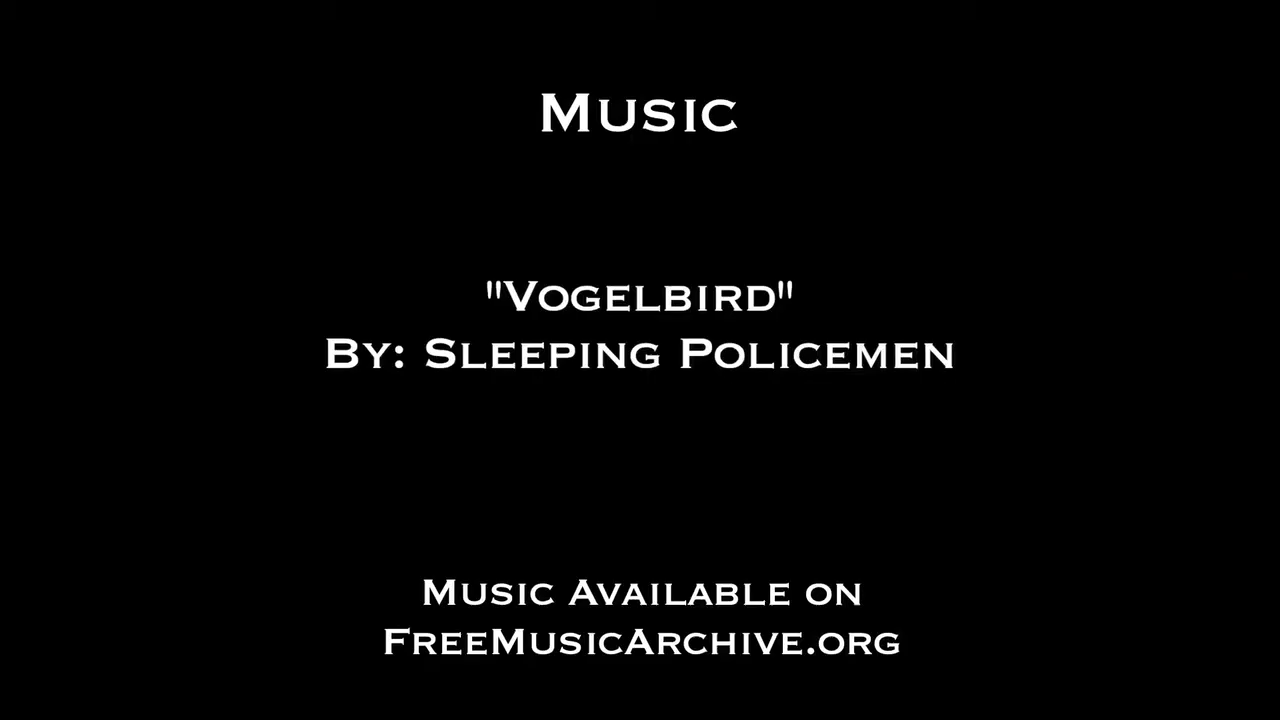 Music
"Vogelbird"
By: Sleeping Policemen
Music Available on
FreeMusicArchive.org